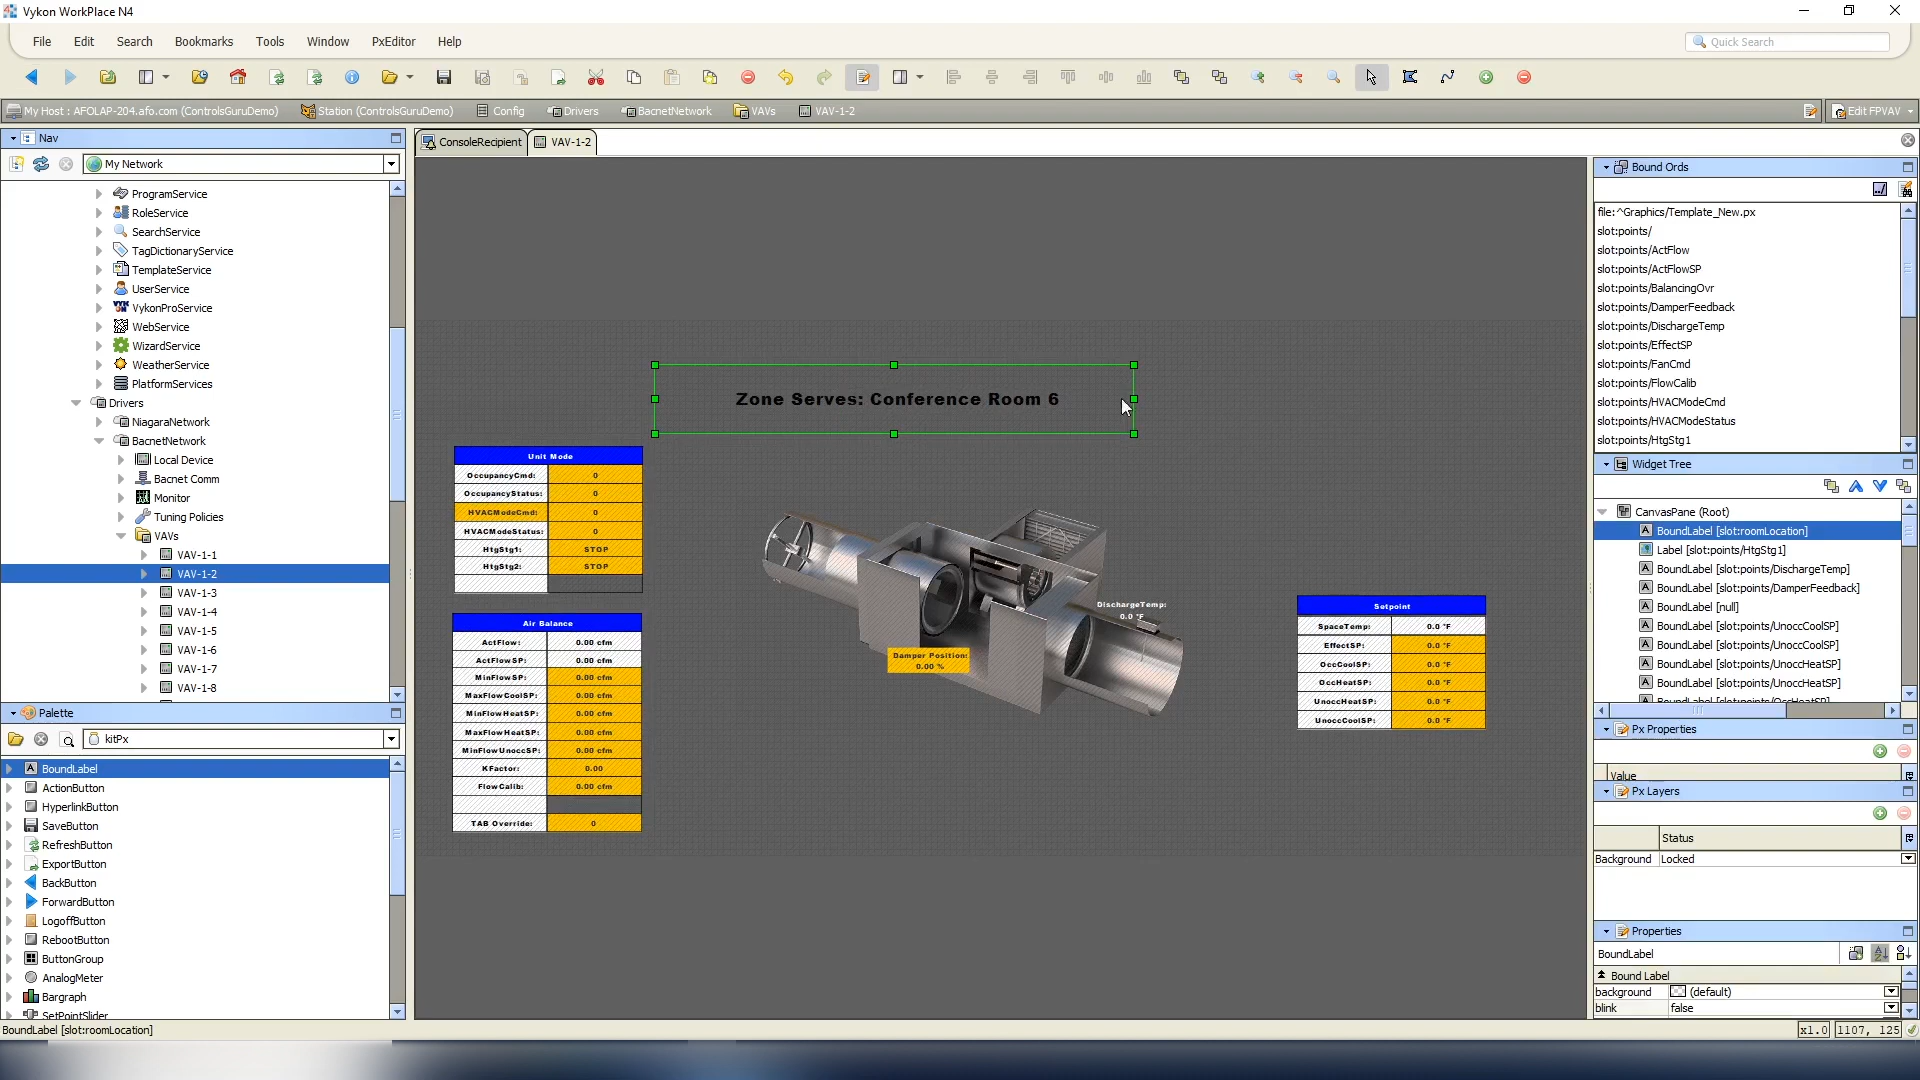 Vykon WorkPlace N4
File Edit Search Bookmarks Tools Window PxEditor Help
Quick Search
My Host : AFOLAP-204.afo.com (ControlsGuruDemo) Station (ControlsGuruDemo) Config Drivers BacnetNetwork VAVs VAV-1-2 Edit FPVAV
Nav
My Network
ProgramService
RoleService
SearchService
TagDictionaryService
TemplateService
UserService
VykonProService
WebService
WizardService
WeatherService
PlatformServices
Drivers
NiagaraNetwork
BacnetNetwork
Local Device
Bacnet Comm
Monitor
Tuning Policies
VAVs
VAV-1-1
VAV-1-2
VAV-1-3
VAV-1-4
VAV-1-5
VAV-1-6
VAV-1-7
VAV-1-8
Palette
kitPx
BoundLabel
ActionButton
HyperlinkButton
SaveButton
RefreshButton
ExportButton
BackButton
ForwardButton
LogoffButton
RebootButton
ButtonGroup
AnalogMeter
Bargraph
SetPointSlider
BoundLabel [slot:roomLocation]
ConsoleRecipient VAV-1-2
Zone Serves: Conference Room 6
Unit Mode
OccupancyCmd: 0
OccupancyStatus: 0
HVACModeCmd: 0
HVACModeStatus: 0
HtgStg1: STOP
HtgStg2: STOP
Air Balance
ActFlow: 0.00 cfm
ActFlowSP: 0.00 cfm
MinFlowSP: 0.00 cfm
MaxFlowCoolSP: 0.00 cfm
MinFlowHeatSP: 0.00 cfm
MaxFlowHeatSP: 0.00 cfm
MinFlowUnoccSP: 0.00 cfm
KFactor: 0.00
FlowCalib: 0.00 cfm
TAB Override: 0
Damper Position:
0.00 %
DischargeTemp:
0.0 °F
Setpoint
SpaceTemp: 0.0 °F
EffectSP: 0.0 °F
OccCoolSP: 0.0 °F
OccHeatSP: 0.0 °F
UnoccHeatSP: 0.0 °F
UnoccCoolSP: 0.0 °F
Bound Ords
file:^Graphics/Template_New.px
slot:points/
slot:points/ActFlow
slot:points/ActFlowSP
slot:points/BalancingOvr
slot:points/DamperFeedback
slot:points/DischargeTemp
slot:points/EffectSP
slot:points/FanCmd
slot:points/FlowCalib
slot:points/HVACModeCmd
slot:points/HVACModeStatus
slot:points/HtgStg1
Widget Tree
CanvasPane (Root)
BoundLabel [slot:roomLocation]
Label [slot:points/HtgStg1]
BoundLabel [slot:points/DischargeTemp]
BoundLabel [slot:points/DamperFeedback]
BoundLabel [null]
BoundLabel [slot:points/UnoccCoolSP]
BoundLabel [slot:points/UnoccCoolSP]
BoundLabel [slot:points/UnoccHeatSP]
BoundLabel [slot:points/UnoccHeatSP]
BoundLabel [slot:points/OccHeatSP]
Px Properties
Value
Px Layers
Status
Background Locked
Properties
BoundLabel
Bound Label
background (default)
blink false
x1.0 1107, 125